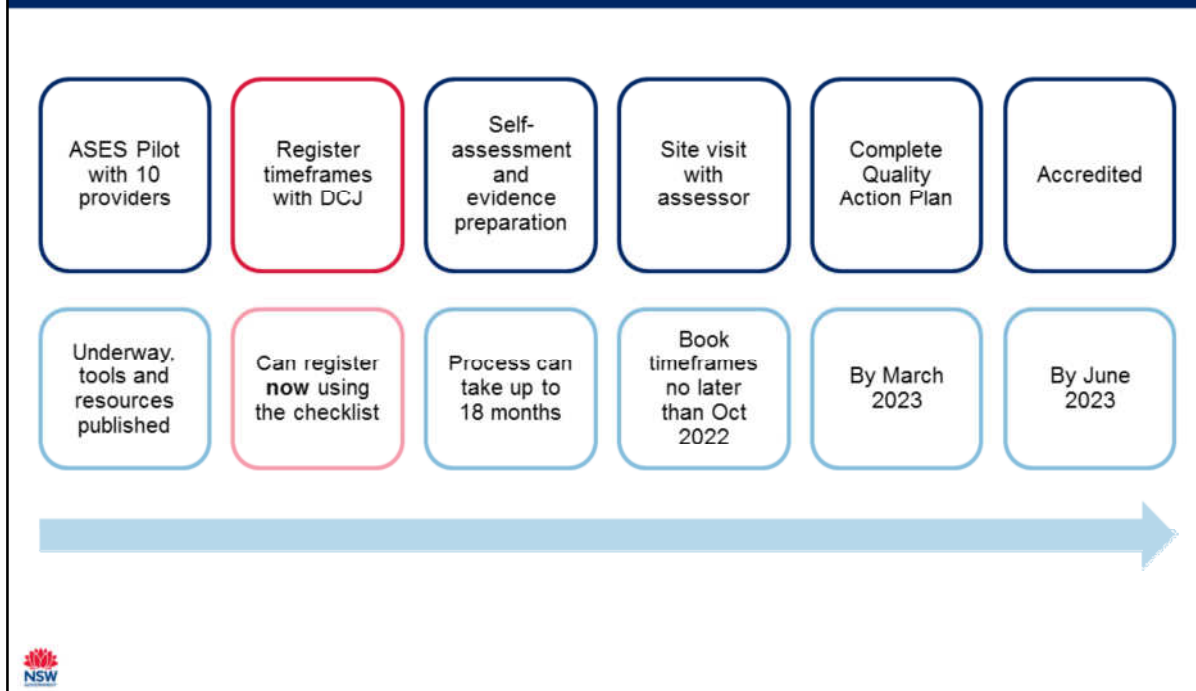 ASES Pilot
with 10
providers
Register
timeframes
with DCJ
Self-
assessment
and
evidence
preparation
Site visit
with
assessor
Complete
Quality
Action Plan
Accredited
Underway,
tools and
resources
published
Can register
now using
the checklist
Process can
take up to
18 months
Book
timeframes
no later
than Oct
2022
By March
2023
By June
2023
NSW
GOVERNMENT